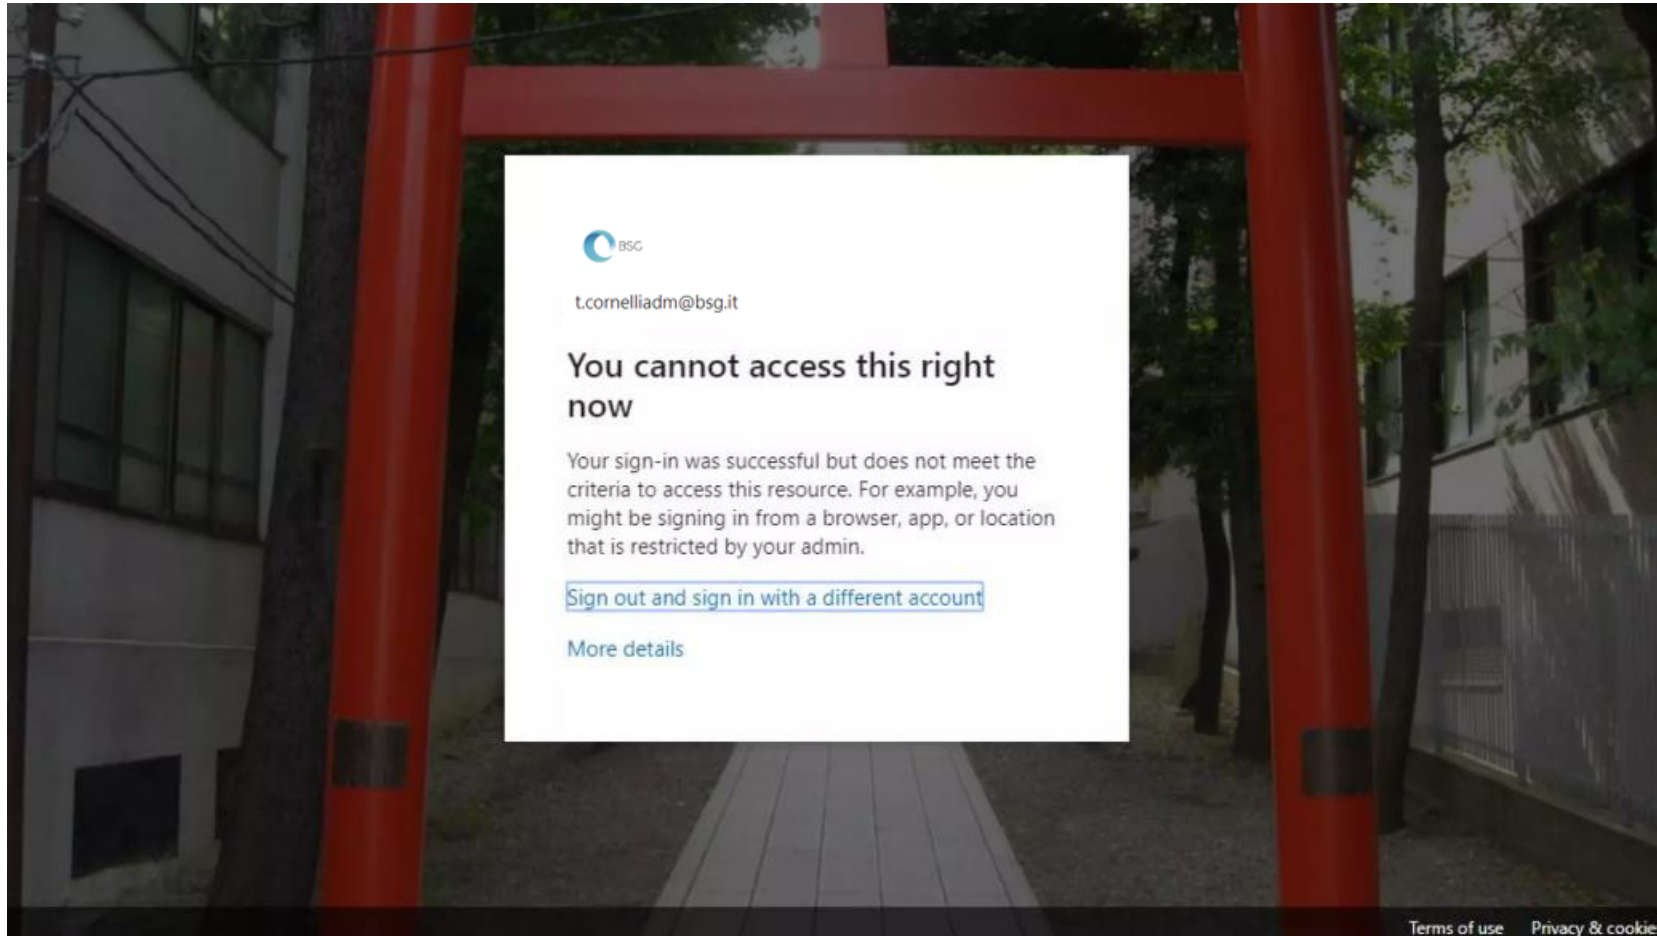 BSG
t.cornelliadm@bsg.it
You cannot access this right
now
Your sign-in was successful but does not meet the
criteria to access this resource. For example, you
might be signing in from a browser, app, or location
that is restricted by your admin.
Sign out and sign in with a different account
More details
Terms of use Privacy & cookie